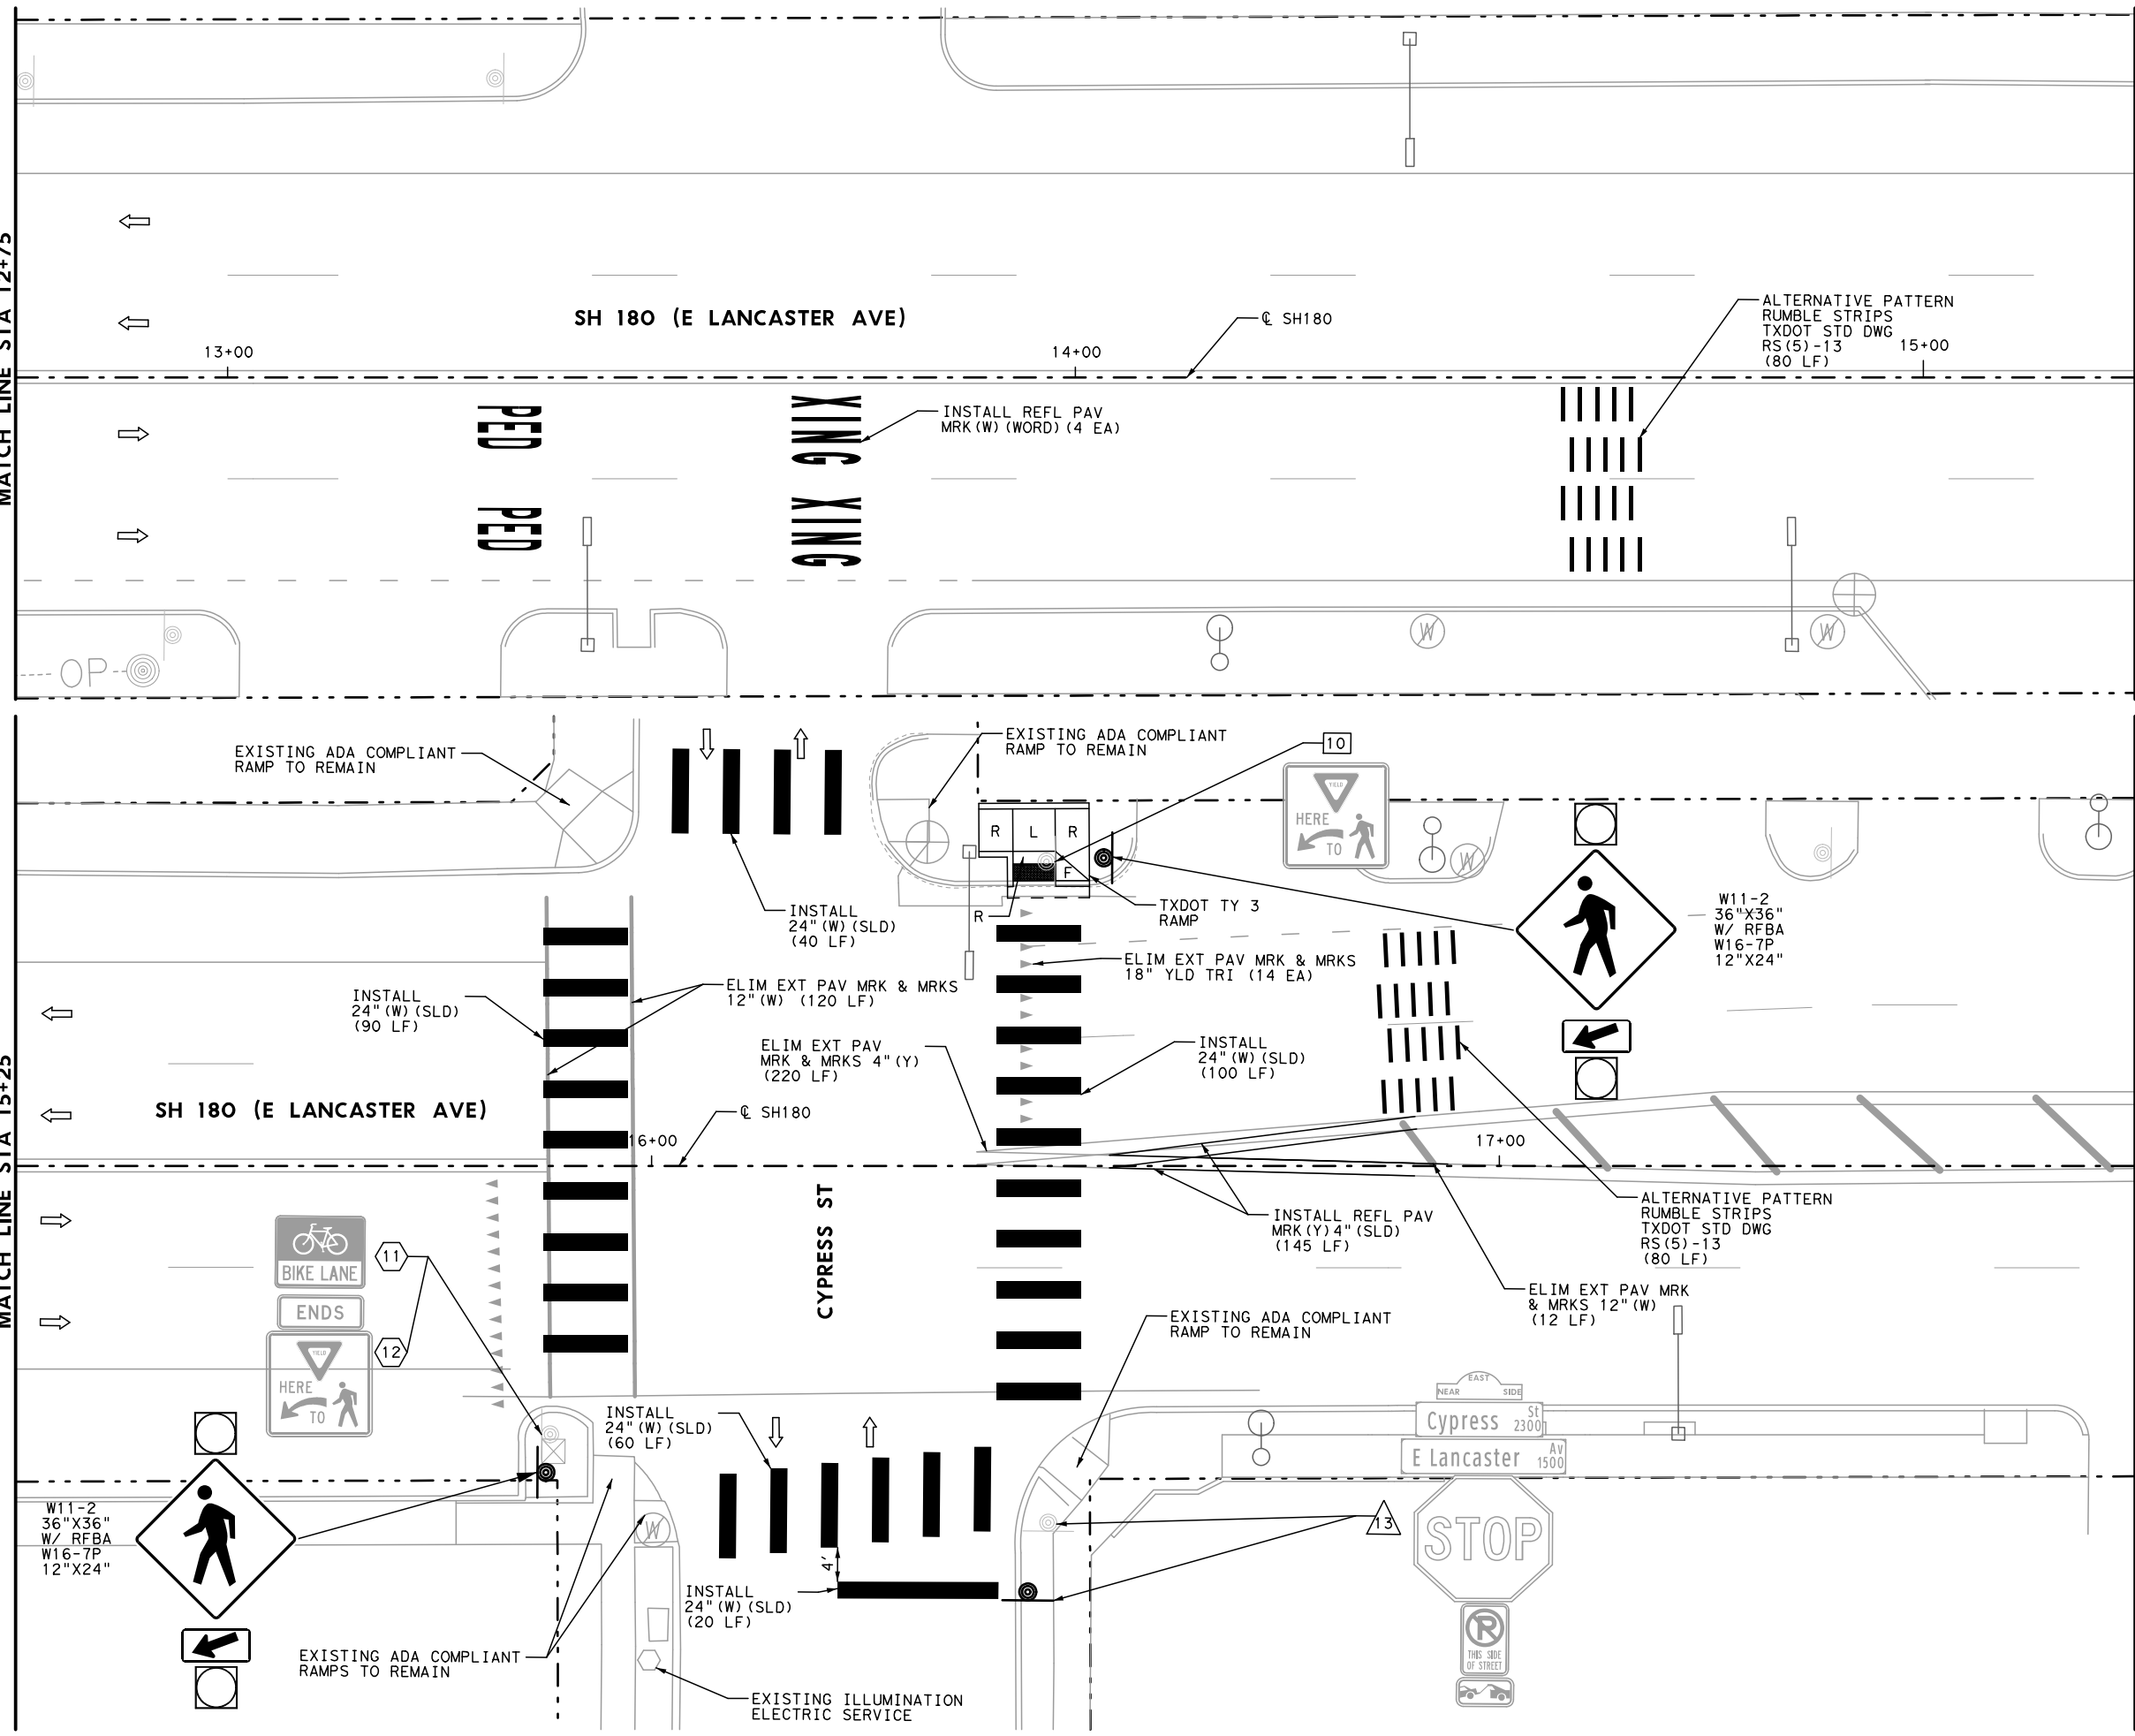 MATCH LINE STA 12+75
SH 180 (E LANCASTER AVE)
℄ SH180
ALTERNATIVE PATTERN
RUMBLE STRIPS
TXDOT STD DWG
RS(5)-13
(80 LF)
13+00
14+00
15+00
PED
XING
INSTALL REFL PAV
MRK(W)(WORD)(4 EA)
PED
XING
OP
W
W
MATCH LINE STA 15+25
EXISTING ADA COMPLIANT
RAMP TO REMAIN
EXISTING ADA COMPLIANT
RAMP TO REMAIN
10
YIELD
HERE
TO
R
L
R
F
R
W
TXDOT TY 3
RAMP
INSTALL
24"(W)(SLD)
(40 LF)
W11-2
36"X36"
W/ RFBA
W16-7P
12"X24"
ELIM EXT PAV MRK & MRKS
18" YLD TRI (14 EA)
ELIM EXT PAV MRK & MRKS
12"(W) (120 LF)
INSTALL
24"(W)(SLD)
(90 LF)
ELIM EXT PAV
MRK & MRKS 4"(Y)
(220 LF)
INSTALL
24"(W)(SLD)
(100 LF)
SH 180 (E LANCASTER AVE)
℄ SH180
16+00
17+00
CYPRESS ST
INSTALL REFL PAV
MRK(Y)4"(SLD)
(145 LF)
ALTERNATIVE PATTERN
RUMBLE STRIPS
TXDOT STD DWG
RS(5)-13
(80 LF)
ELIM EXT PAV MRK
& MRKS 12"(W)
(12 LF)
BIKE LANE
11
ENDS
YIELD
HERE
TO
12
EXISTING ADA COMPLIANT
RAMP TO REMAIN
INSTALL
24"(W)(SLD)
(60 LF)
EAST
NEAR SIDE
Cypress St
2300
E Lancaster Av
1500
STOP
P
THIS SIDE
OF STREET
13
W
W11-2
36"X36"
W/ RFBA
W16-7P
12"X24"
4'
INSTALL
24"(W)(SLD)
(20 LF)
EXISTING ADA COMPLIANT
RAMPS TO REMAIN
EXISTING ILLUMINATION
ELECTRIC SERVICE